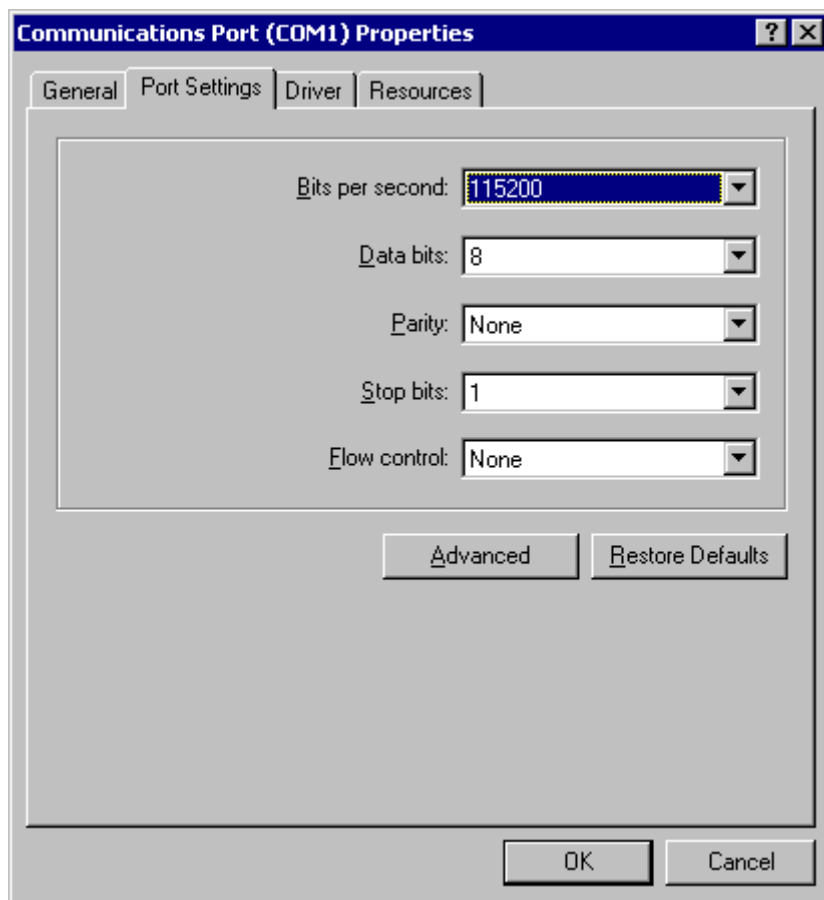 Communications Port (COM1) Properties
General Port Settings Driver Resources
Bits per second: 115200
Data bits: 8
Parity: None
Stop bits: 1
Flow control: None
Advanced Restore Defaults
OK Cancel